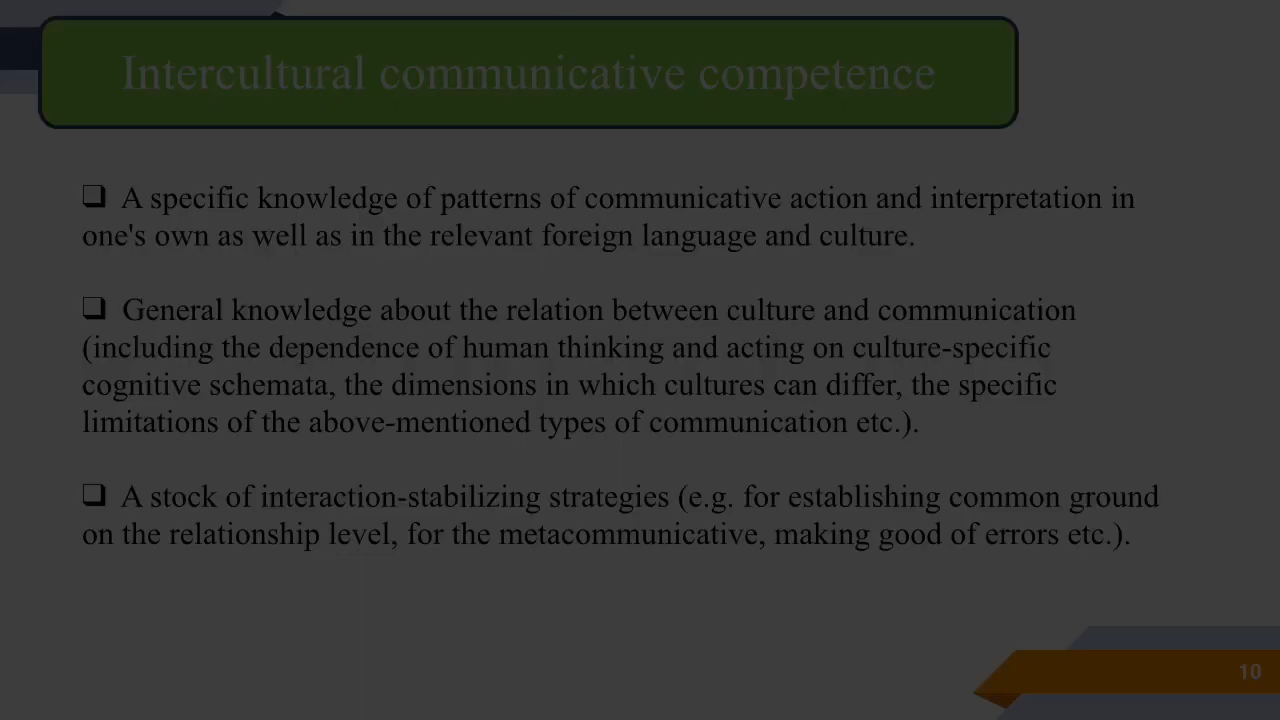 Intercultural communicative competence
❑ A specific knowledge of patterns of communicative action and interpretation in
one's own as well as in the relevant foreign language and culture.
❑ General knowledge about the relation between culture and communication
(including the dependence of human thinking and acting on culture-specific
cognitive schemata, the dimensions in which cultures can differ, the specific
limitations of the above-mentioned types of communication etc.).
❑ A stock of interaction-stabilizing strategies (e.g. for establishing common ground
on the relationship level, for the metacommunicative, making good of errors etc.).
10